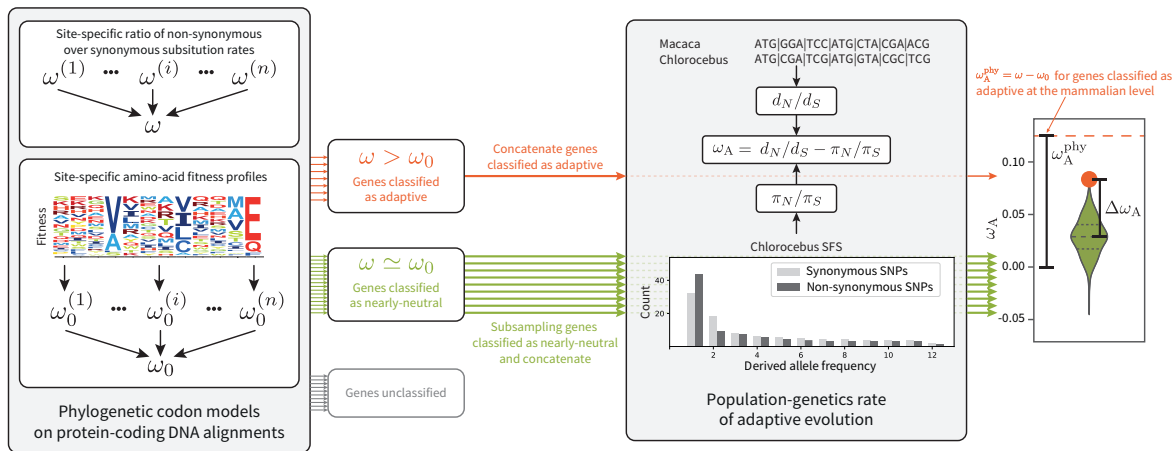 Site-specific ratio of non-synonymous
over synonymous subsitution rates
ω(1) ••• ω(i) ••• ω(n)
ω
Site-specific amino-acid fitness profiles
Fitness
ω0(1) ••• ω0(i) ••• ω0(n)
ω0
Phylogenetic codon models
on protein-coding DNA alignments
ω > ω0
Genes classified
as adaptive
ω ≃ ω0
Genes classified
as nearly-neutral
Genes unclassified
Concatenate genes
classified as adaptive
Subsampling genes
classified as nearly-neutral
and concatenate
Macaca ATG|GGA|TCC|ATG|CTA|CGA|ACG
Chlorocebus ATG|CGA|TCG|ATG|GTA|CGC|TCG
dN/dS
ωA = dN/dS − πN/πS
πN/πS
Chlorocebus SFS
Synonymous SNPs
Non-synonymous SNPs
Count
40
20
2 4 6 8 10 12
Derived allele frequency
Population-genetics rate
of adaptive evolution
ωAphy = ω − ω0 for genes classified as
adaptive at the mammalian level
ωA
0.10
0.05
0.00
-0.05
ωAphy
ΔωA